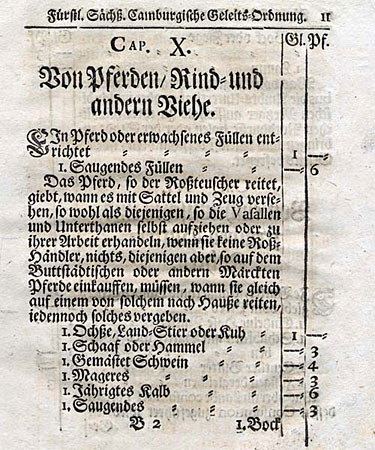 Fürstl. Sächß. Camburgische Geleits-Ordnung. 11
Cap. X. Gl. Pf.
Von Pferden/ Rind- und
andern Viehe.
EIn Pferd oder erwachsenes Füllen ent-
richtet = = = = 1 —=
1. Saugendes Füllen = = = —= 6
Das Pferd, so der Roßteuscher reitet,
giebt, wann es mit Sattel und Zeug verse-
hen, so wohl als diejenigen, so die Vasallen
und Unterthanen selbst aufziehen oder zu
ihrer Arbeit erhandeln, wenn sie keine Roß-
Händler, nichts, diejenigen aber, so auf dem
Buttstädtischen oder andern Märckten
Pferde einkauffen, müssen, wann sie gleich
auf einem von solchem nach Hauße reiten,
iedennoch solches vergeben.
1. Ochße, Land-Stier oder Kuh = 1 —=
1. Schaaf oder Hammel = = —= 3
1. Gemästet Schwein = = —= 4
1. Mageres = = = —= 3
1. Jährigtes Kalb = = = —= 6
1. Saugendes = = = —= 3
B 2 1. Bock